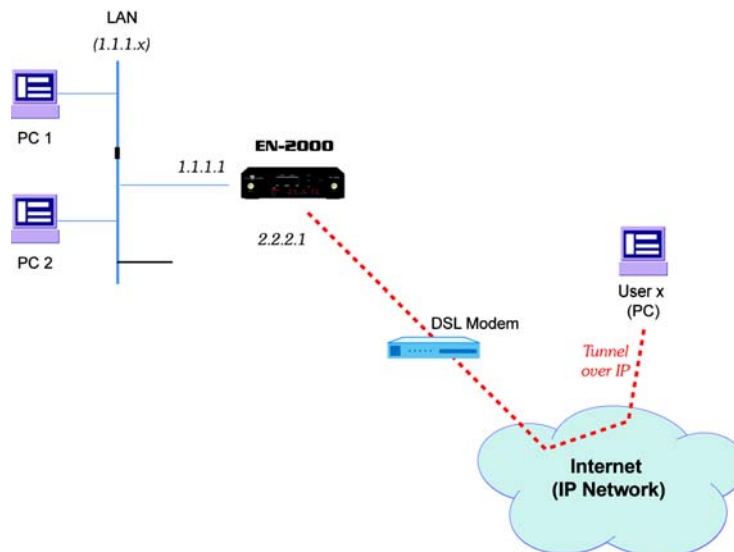 LAN
(1.1.1.x)
PC 1
EN-2000
1.1.1.1
PC 2
2.2.2.1
User x
(PC)
DSL Modem
Tunnel
over IP
Internet
(IP Network)